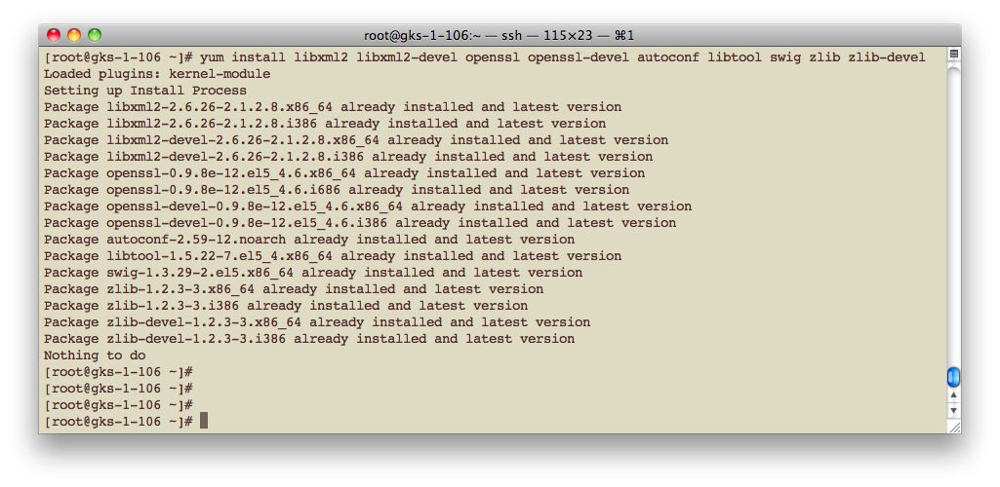 root@gks-1-106:~ — ssh — 115×23 — ⌘1
[root@gks-1-106 ~]# yum install libxml2 libxml2-devel openssl openssl-devel autoconf libtool swig zlib zlib-devel
Loaded plugins: kernel-module
Setting up Install Process
Package libxml2-2.6.26-2.1.2.8.x86_64 already installed and latest version
Package libxml2-2.6.26-2.1.2.8.i386 already installed and latest version
Package libxml2-devel-2.6.26-2.1.2.8.x86_64 already installed and latest version
Package libxml2-devel-2.6.26-2.1.2.8.i386 already installed and latest version
Package openssl-0.9.8e-12.el5_4.6.x86_64 already installed and latest version
Package openssl-0.9.8e-12.el5_4.6.i686 already installed and latest version
Package openssl-devel-0.9.8e-12.el5_4.6.x86_64 already installed and latest version
Package openssl-devel-0.9.8e-12.el5_4.6.i386 already installed and latest version
Package autoconf-2.59-12.noarch already installed and latest version
Package libtool-1.5.22-7.el5_4.x86_64 already installed and latest version
Package swig-1.3.29-2.el5.x86_64 already installed and latest version
Package zlib-1.2.3-3.x86_64 already installed and latest version
Package zlib-1.2.3-3.i386 already installed and latest version
Package zlib-devel-1.2.3-3.x86_64 already installed and latest version
Package zlib-devel-1.2.3-3.i386 already installed and latest version
Nothing to do
[root@gks-1-106 ~]#
[root@gks-1-106 ~]#
[root@gks-1-106 ~]#
[root@gks-1-106 ~]#